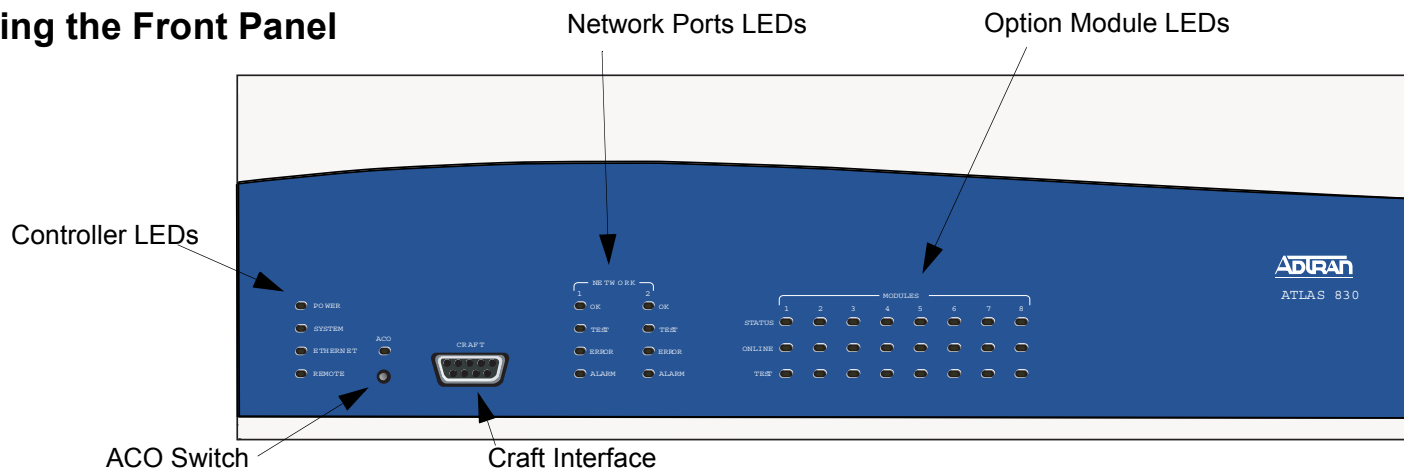 ing the Front Panel
Network Ports LEDs
Option Module LEDs
Controller LEDs
ADTRAN
ATLAS 830
NETWORK
1 2
OK OK
TEST TEST
ERROR ERROR
ALARM ALARM
MODULES
1 2 3 4 5 6 7 8
STATUS
ONLINE
TEST
POWER
SYSTEM
ETHERNET
REMOTE
ACO
CRAFT
ACO Switch
Craft Interface